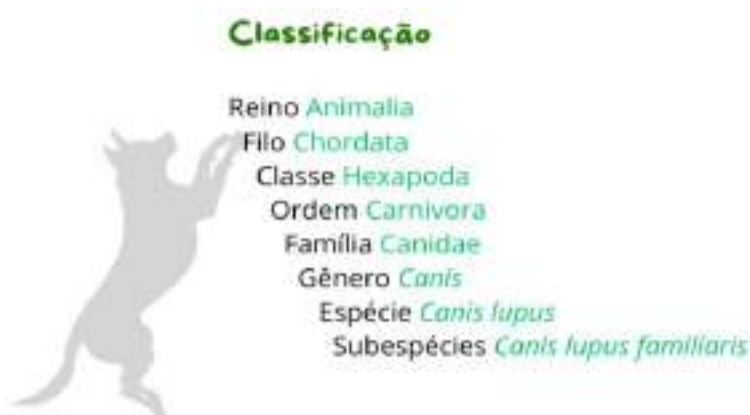 Classificação
Reino Animalia
Filo Chordata
Classe Hexapoda
Ordem Carnivora
Família Canidae
Gênero Canis
Espécie Canis lupus
Subespécies Canis lupus familiaris